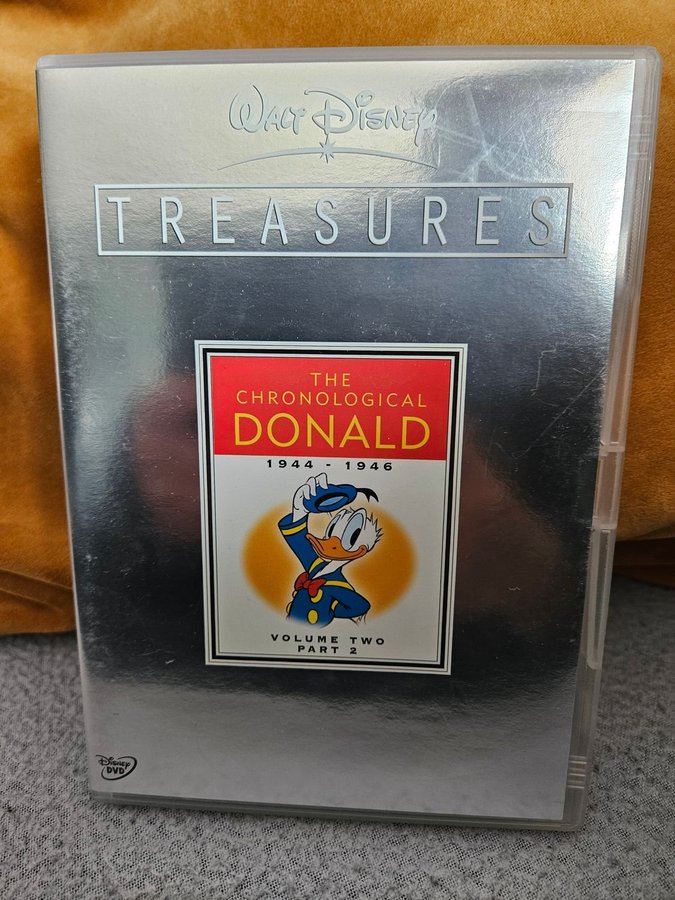 Walt Disney
TREASURES
THE
CHRONOLOGICAL
DONALD
1944 - 1946
VOLUME TWO
PART 2
Disney
DVD